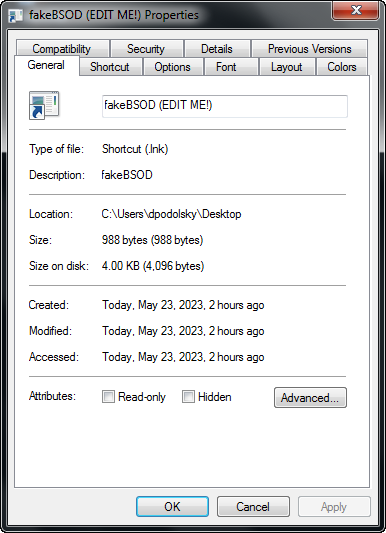 fakeBSOD (EDIT ME!) Properties
Compatibility Security Details Previous Versions
General Shortcut Options Font Layout Colors
fakeBSOD (EDIT ME!)
Type of file: Shortcut (.lnk)
Description: fakeBSOD
Location: C:\Users\dpodolsky\Desktop
Size: 988 bytes (988 bytes)
Size on disk: 4.00 KB (4,096 bytes)
Created: Today, May 23, 2023, 2 hours ago
Modified: Today, May 23, 2023, 2 hours ago
Accessed: Today, May 23, 2023, 2 hours ago
Attributes: Read-only Hidden Advanced...
OK Cancel Apply